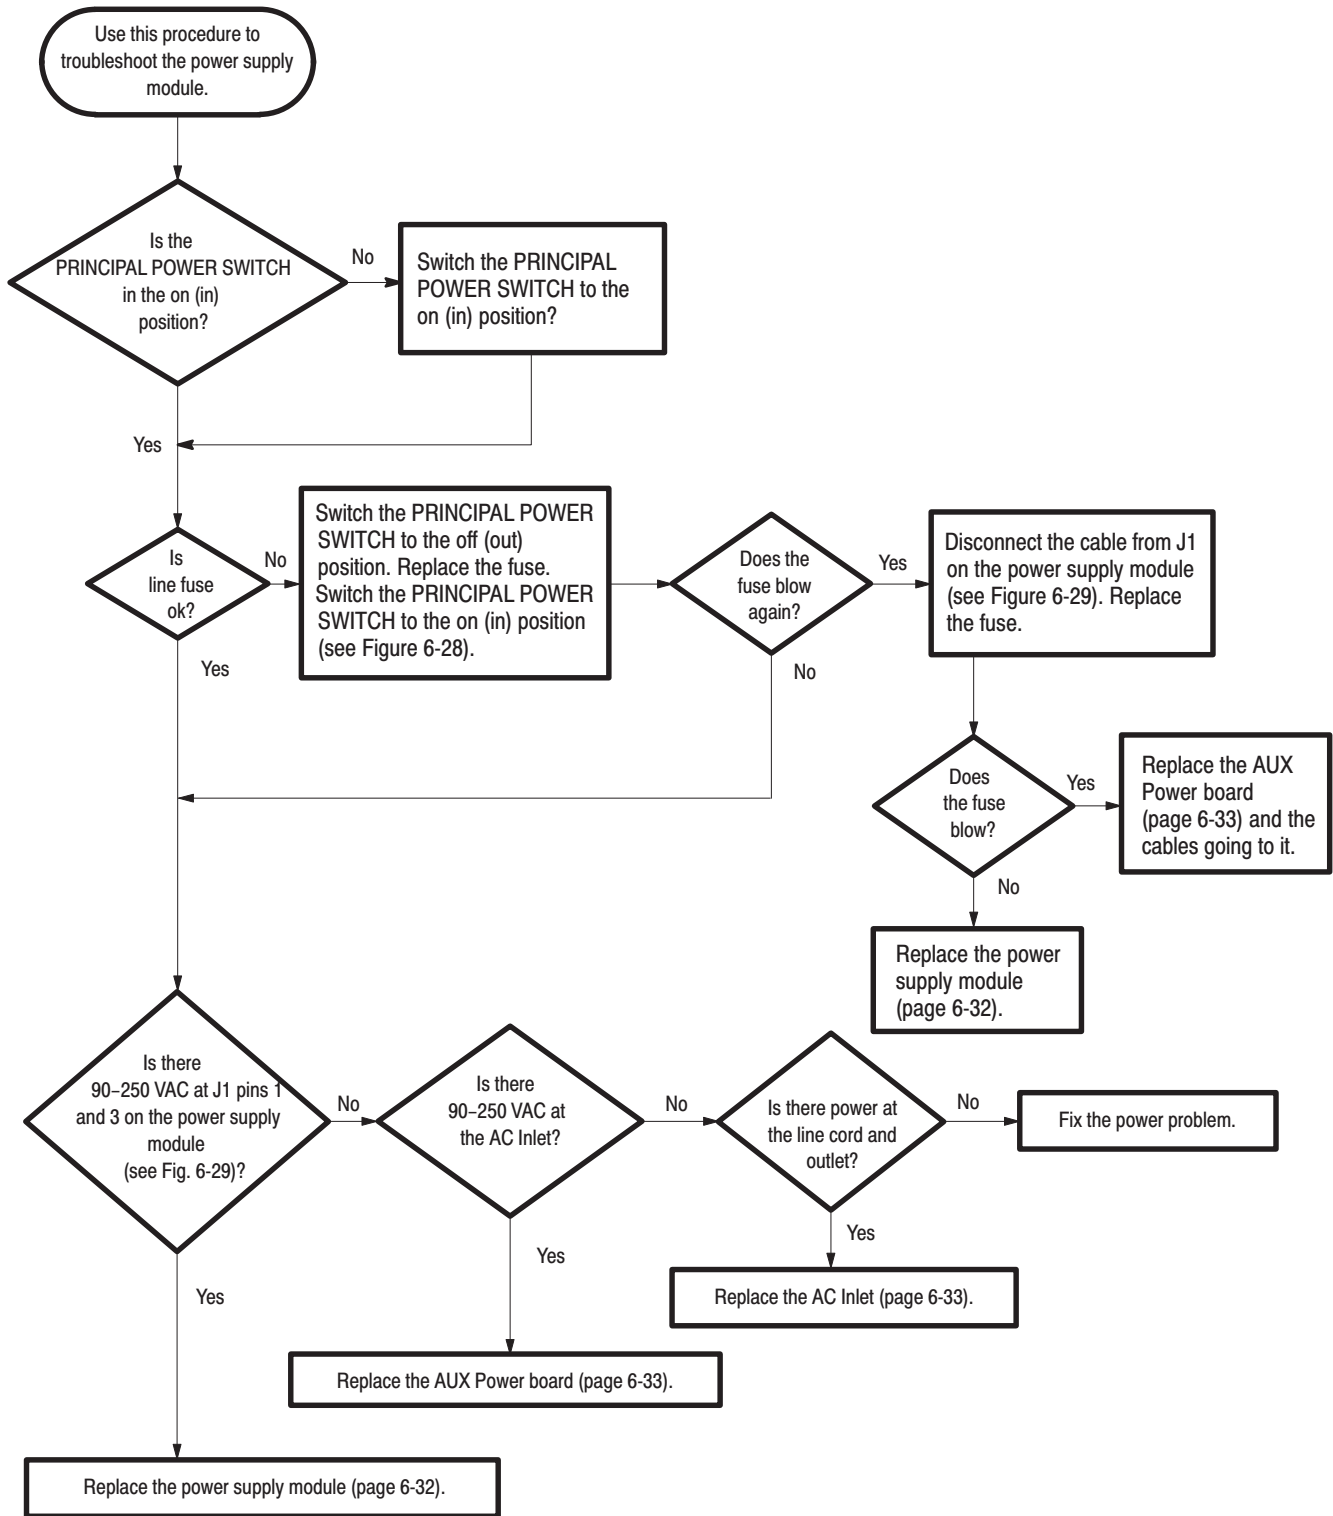 Use this procedure to
troubleshoot the power supply
module.
Is the
PRINCIPAL POWER SWITCH
in the on (in)
position?
No
Switch the PRINCIPAL
POWER SWITCH to the
on (in) position?
Yes
Is
line fuse
ok?
No
Yes
Switch the PRINCIPAL POWER
SWITCH to the off (out)
position. Replace the fuse.
Switch the PRINCIPAL POWER
SWITCH to the on (in) position
(see Figure 6-28).
Does the
fuse blow
again?
Yes
No
Disconnect the cable from J1
on the power supply module
(see Figure 6-29). Replace
the fuse.
Does
the fuse
blow?
Yes
No
Replace the AUX
Power board
(page 6-33) and the
cables going to it.
Replace the power
supply module
(page 6-32).
Is there
90–250 VAC at J1 pins 1
and 3 on the power supply
module
(see Fig. 6-29)?
No
Yes
Is there
90–250 VAC at
the AC Inlet?
No
Yes
Is there power at
the line cord and
outlet?
No
Yes
Fix the power problem.
Replace the AC Inlet (page 6-33).
Replace the AUX Power board (page 6-33).
Replace the power supply module (page 6-32).